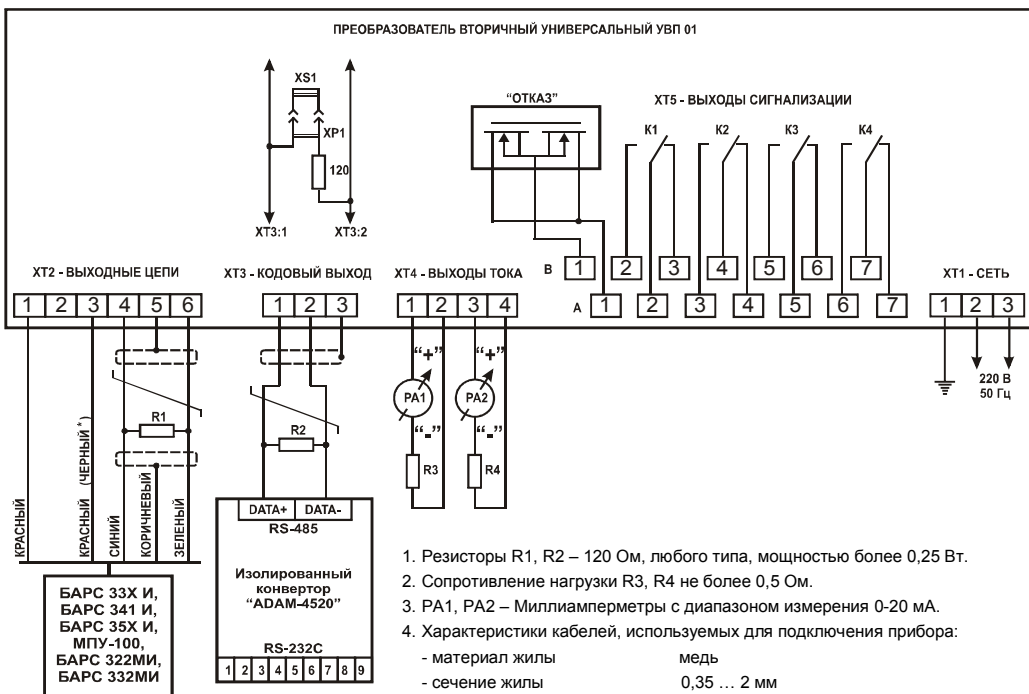 ПРЕОБРАЗОВАТЕЛЬ ВТОРИЧНЫЙ УНИВЕРСАЛЬНЫЙ УВП 01
XS1
XP1
120
XT3:1
XT3:2
“ОТКАЗ”
XT5 - ВЫХОДЫ СИГНАЛИЗАЦИИ
К1
К2
К3
К4
В 1 2 3 4 5 6 7
А 1 2 3 4 5 6 7
XT2 - ВЫХОДНЫЕ ЦЕПИ
1 2 3 4 5 6
XT3 - КОДОВЫЙ ВЫХОД
1 2 3
XT4 - ВЫХОДЫ ТОКА
1 2 3 4
XT1 - СЕТЬ
1 2 3
220 В
50 Гц
R1
КРАСНЫЙ
КРАСНЫЙ (ЧЕРНЫЙ *)
СИНИЙ
КОРИЧНЕВЫЙ
ЗЕЛЕНЫЙ
БАРС 33Х И,
БАРС 341 И,
БАРС 35Х И,
МПУ-100,
БАРС 322МИ,
БАРС 332МИ
R2
DATA+ DATA-
RS-485
Изолированный
конвертор
“ADAM-4520”
RS-232C
1 2 3 4 5 6 7 8 9
“+” “+”
PA1 PA2
“-” “-”
R3 R4
1. Резисторы R1, R2 – 120 Ом, любого типа, мощностью более 0,25 Вт.
2. Сопротивление нагрузки R3, R4 не более 0,5 Ом.
3. PA1, PA2 – Миллиамперметры с диапазоном измерения 0-20 мА.
4. Характеристики кабелей, используемых для подключения прибора:
- материал жилы медь
- сечение жилы 0,35 … 2 мм